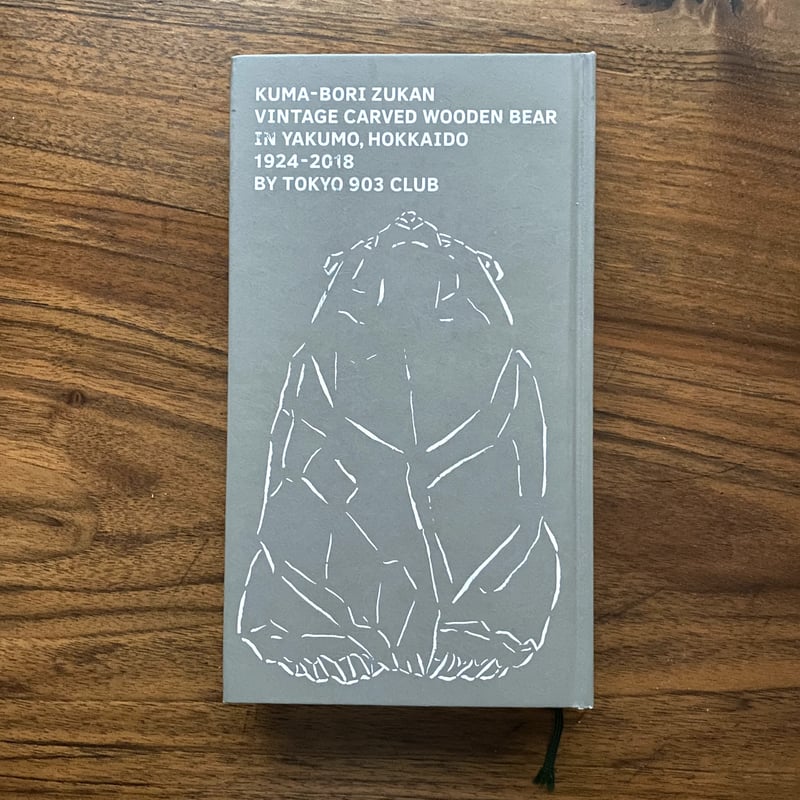 KUMA-BORI ZUKAN
VINTAGE CARVED WOODEN BEAR
IN YAKUMO, HOKKAIDO
1924-2018
BY TOKYO 903 CLUB